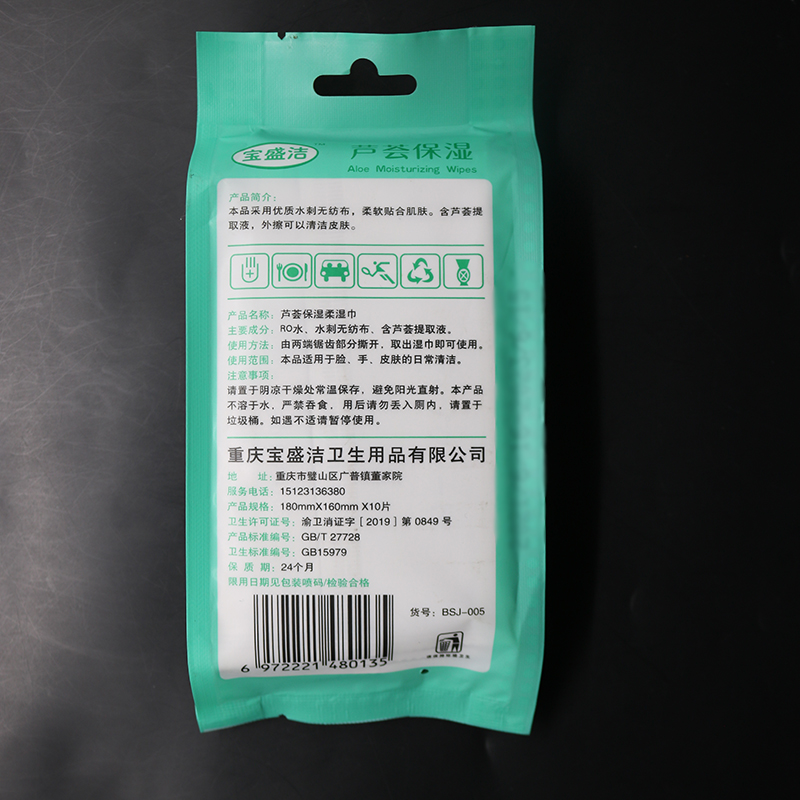 宝盛洁
芦荟保湿
Aloe Moisturizing Wipes
产品简介：
本品采用优质水刺无纺布，柔软贴合肌肤。含芦荟提
取液，外擦可以清洁皮肤。
产品名称： 芦荟保湿柔湿巾
主要成分： RO水、水刺无纺布、含芦荟提取液。
使用方法： 由两端锯齿部分撕开，取出湿巾即可使用。
使用范围： 本品适用于脸、手、皮肤的日常清洁。
注意事项：
请置于阴凉干燥处常温保存，避免阳光直射。本产品
不溶于水，严禁吞食，用后请勿丢入厕内，请置于
垃圾桶。如遇不适请暂停使用。
重庆宝盛洁卫生用品有限公司
地 址：重庆市璧山区广普镇董家院
服务电话： 15123136380
产品规格： 180mmX160mm X10片
卫生许可证号： 渝卫消证字［2019］第 0849 号
产品标准编号： GB/T 27728
卫生标准编号： GB15979
保 质 期： 24个月
限用日期见包装喷码/检验合格
货号： BSJ-005
6 972221 480135